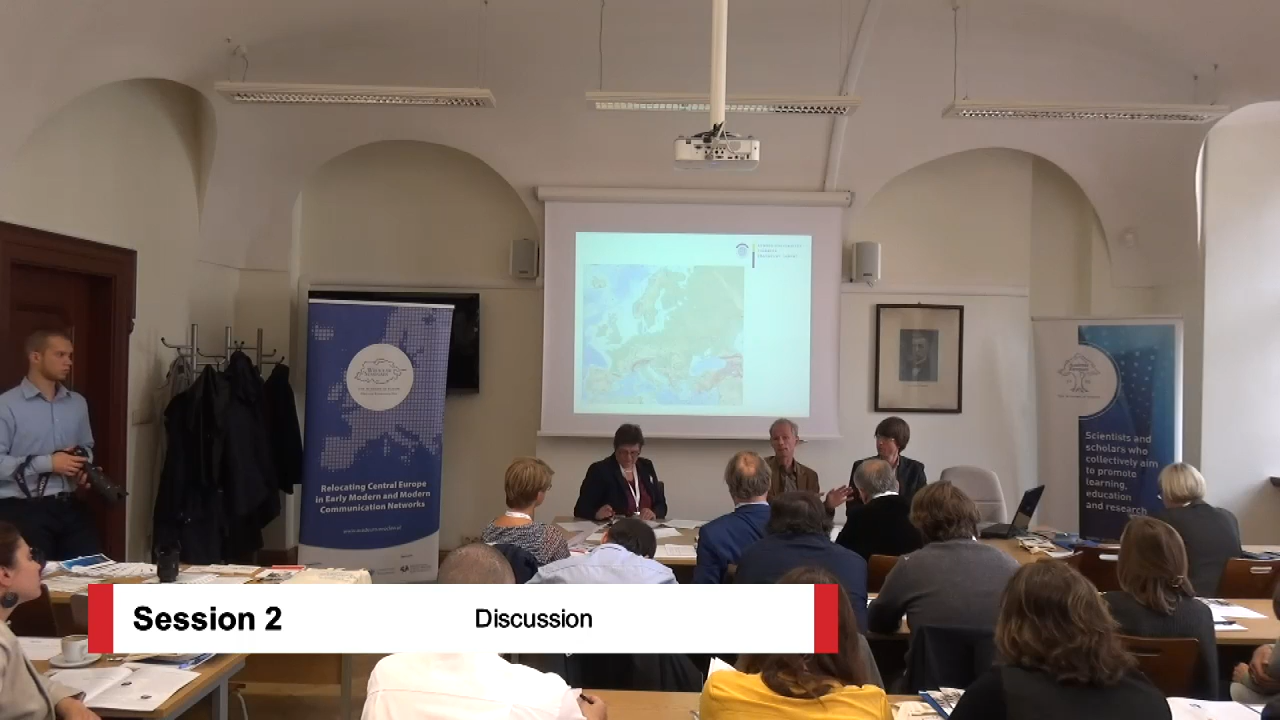 Relocating Central Europe
in Early Modern and Modern
Communication Networks
Scientists and
scholars who
collectively aim
to promote
learning,
education
and research
Session 2
Discussion